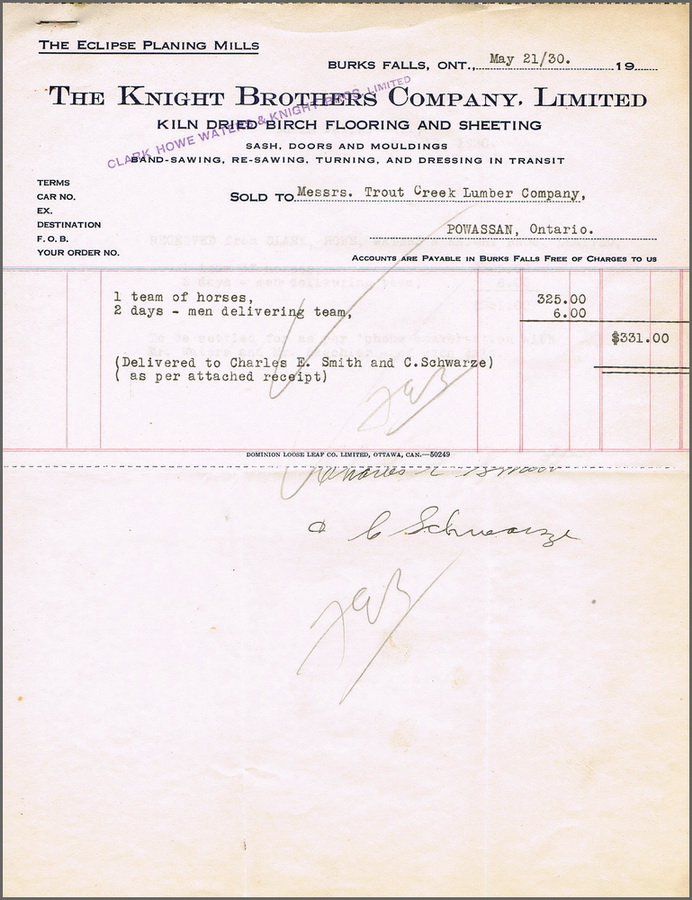 THE ECLIPSE PLANING MILLS
BURKS FALLS, ONT., May 21/30. 19
THE KNIGHT BROTHERS COMPANY, LIMITED
KILN DRIED BIRCH FLOORING AND SHEETING
CLARK HOWE WATERS & KNIGHT BROS. LIMITED
SASH, DOORS AND MOULDINGS
BAND-SAWING, RE-SAWING, TURNING, AND DRESSING IN TRANSIT
TERMS
CAR NO.
EX.
DESTINATION
F. O. B.
YOUR ORDER NO.
SOLD TO Messrs. Trout Creek Lumber Company,
POWASSAN, Ontario.
ACCOUNTS ARE PAYABLE IN BURKS FALLS FREE OF CHARGES TO US
1 team of horses, 325.00
2 days - men delivering team, 6.00
$331.00
(Delivered to Charles E. Smith and C.Schwarze)
( as per attached receipt)
DOMINION LOOSE LEAF CO. LIMITED, OTTAWA, CAN.—50249
C Schwarze